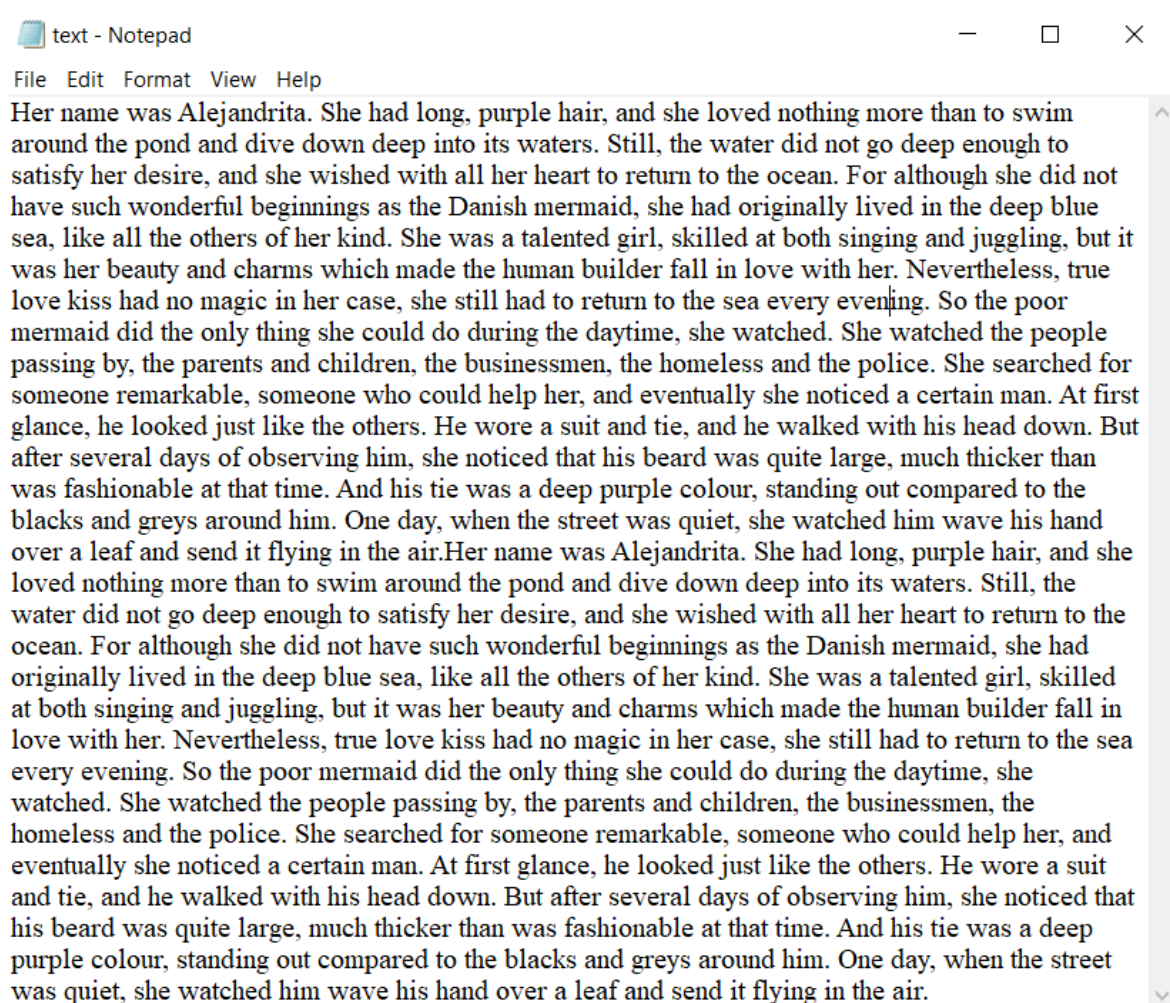 text - Notepad
File Edit Format View Help
Her name was Alejandrita. She had long, purple hair, and she loved nothing more than to swim
around the pond and dive down deep into its waters. Still, the water did not go deep enough to
satisfy her desire, and she wished with all her heart to return to the ocean. For although she did not
have such wonderful beginnings as the Danish mermaid, she had originally lived in the deep blue
sea, like all the others of her kind. She was a talented girl, skilled at both singing and juggling, but it
was her beauty and charms which made the human builder fall in love with her. Nevertheless, true
love kiss had no magic in her case, she still had to return to the sea every evening. So the poor
mermaid did the only thing she could do during the daytime, she watched. She watched the people
passing by, the parents and children, the businessmen, the homeless and the police. She searched for
someone remarkable, someone who could help her, and eventually she noticed a certain man. At first
glance, he looked just like the others. He wore a suit and tie, and he walked with his head down. But
after several days of observing him, she noticed that his beard was quite large, much thicker than
was fashionable at that time. And his tie was a deep purple colour, standing out compared to the
blacks and greys around him. One day, when the street was quiet, she watched him wave his hand
over a leaf and send it flying in the air.Her name was Alejandrita. She had long, purple hair, and she
loved nothing more than to swim around the pond and dive down deep into its waters. Still, the
water did not go deep enough to satisfy her desire, and she wished with all her heart to return to the
ocean. For although she did not have such wonderful beginnings as the Danish mermaid, she had
originally lived in the deep blue sea, like all the others of her kind. She was a talented girl, skilled
at both singing and juggling, but it was her beauty and charms which made the human builder fall in
love with her. Nevertheless, true love kiss had no magic in her case, she still had to return to the sea
every evening. So the poor mermaid did the only thing she could do during the daytime, she
watched. She watched the people passing by, the parents and children, the businessmen, the
homeless and the police. She searched for someone remarkable, someone who could help her, and
eventually she noticed a certain man. At first glance, he looked just like the others. He wore a suit
and tie, and he walked with his head down. But after several days of observing him, she noticed that
his beard was quite large, much thicker than was fashionable at that time. And his tie was a deep
purple colour, standing out compared to the blacks and greys around him. One day, when the street
was quiet, she watched him wave his hand over a leaf and send it flying in the air.